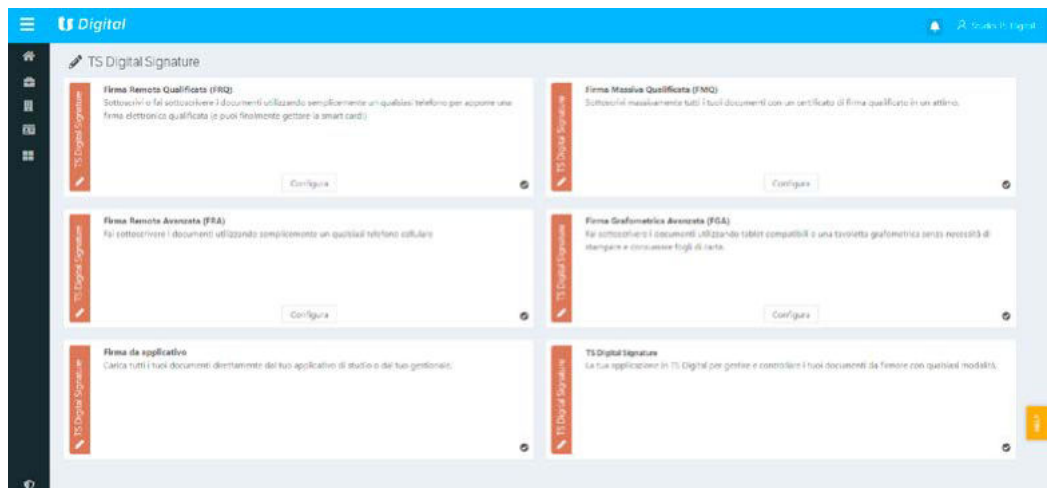 Digital
Studio TS Digital
TS Digital Signature
TS Digital Signature
Firma Remota Qualificata (FRQ)
Sottoscrivi o fai sottoscrivere i documenti utilizzando semplicemente un qualsiasi telefono per apporre una
firma elettronica qualificata (e puoi finalmente gettare la smart card!)
Configura
TS Digital Signature
Firma Massiva Qualificata (FMQ)
Sottoscrivi massivamente tutti i tuoi documenti con un certificato di firma qualificato in un attimo.
Configura
TS Digital Signature
Firma Remota Avanzata (FRA)
Fai sottoscrivere i documenti utilizzando semplicemente un qualsiasi telefono cellulare
Configura
TS Digital Signature
Firma Grafometrica Avanzata (FGA)
Fai sottoscrivere i documenti utilizzando tablet compatibili o una tavoletta grafometrica senza necessità di
stampare e consumare fogli di carta.
Configura
TS Digital Signature
Firma da applicativo
Carica tutti i tuoi documenti direttamente dal tuo applicativo di studio o dal tuo gestionale.
TS Digital Signature
TS Digital Signature
La tua applicazione in TS Digital per gestire e controllare i tuoi documenti da firmare con qualsiasi modalità.
HELP